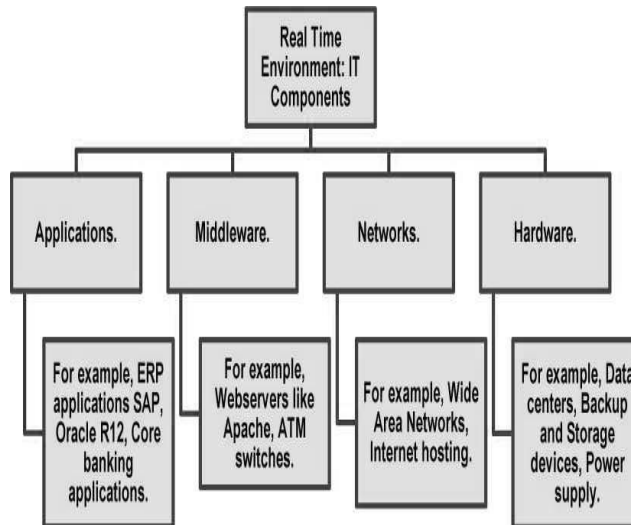 Real Time
Environment: IT
Components
Applications.
Middleware.
Networks.
Hardware.
For example, ERP
applications SAP,
Oracle R12, Core
banking
applications.
For example,
Webservers like
Apache, ATM
switches.
For example, Wide
Area Networks,
Internet hosting.
For example, Data
centers, Backup
and Storage
devices, Power
supply.